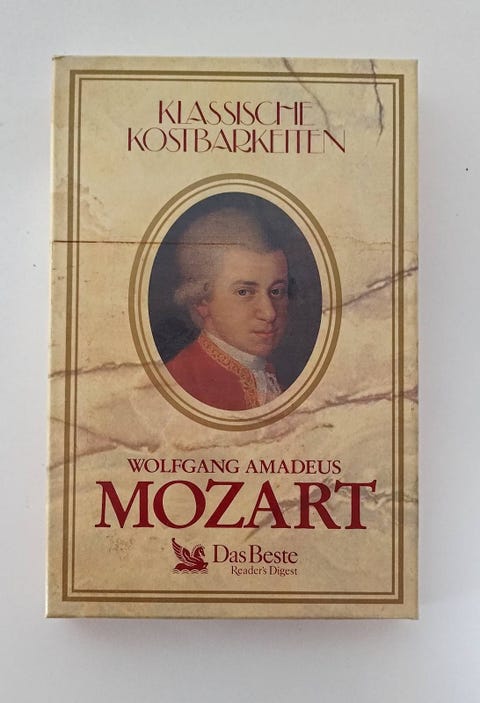 KLASSISCHE
KOSTBARKEITEN
WOLFGANG AMADEUS
MOZART
Das Beste
Reader's Digest